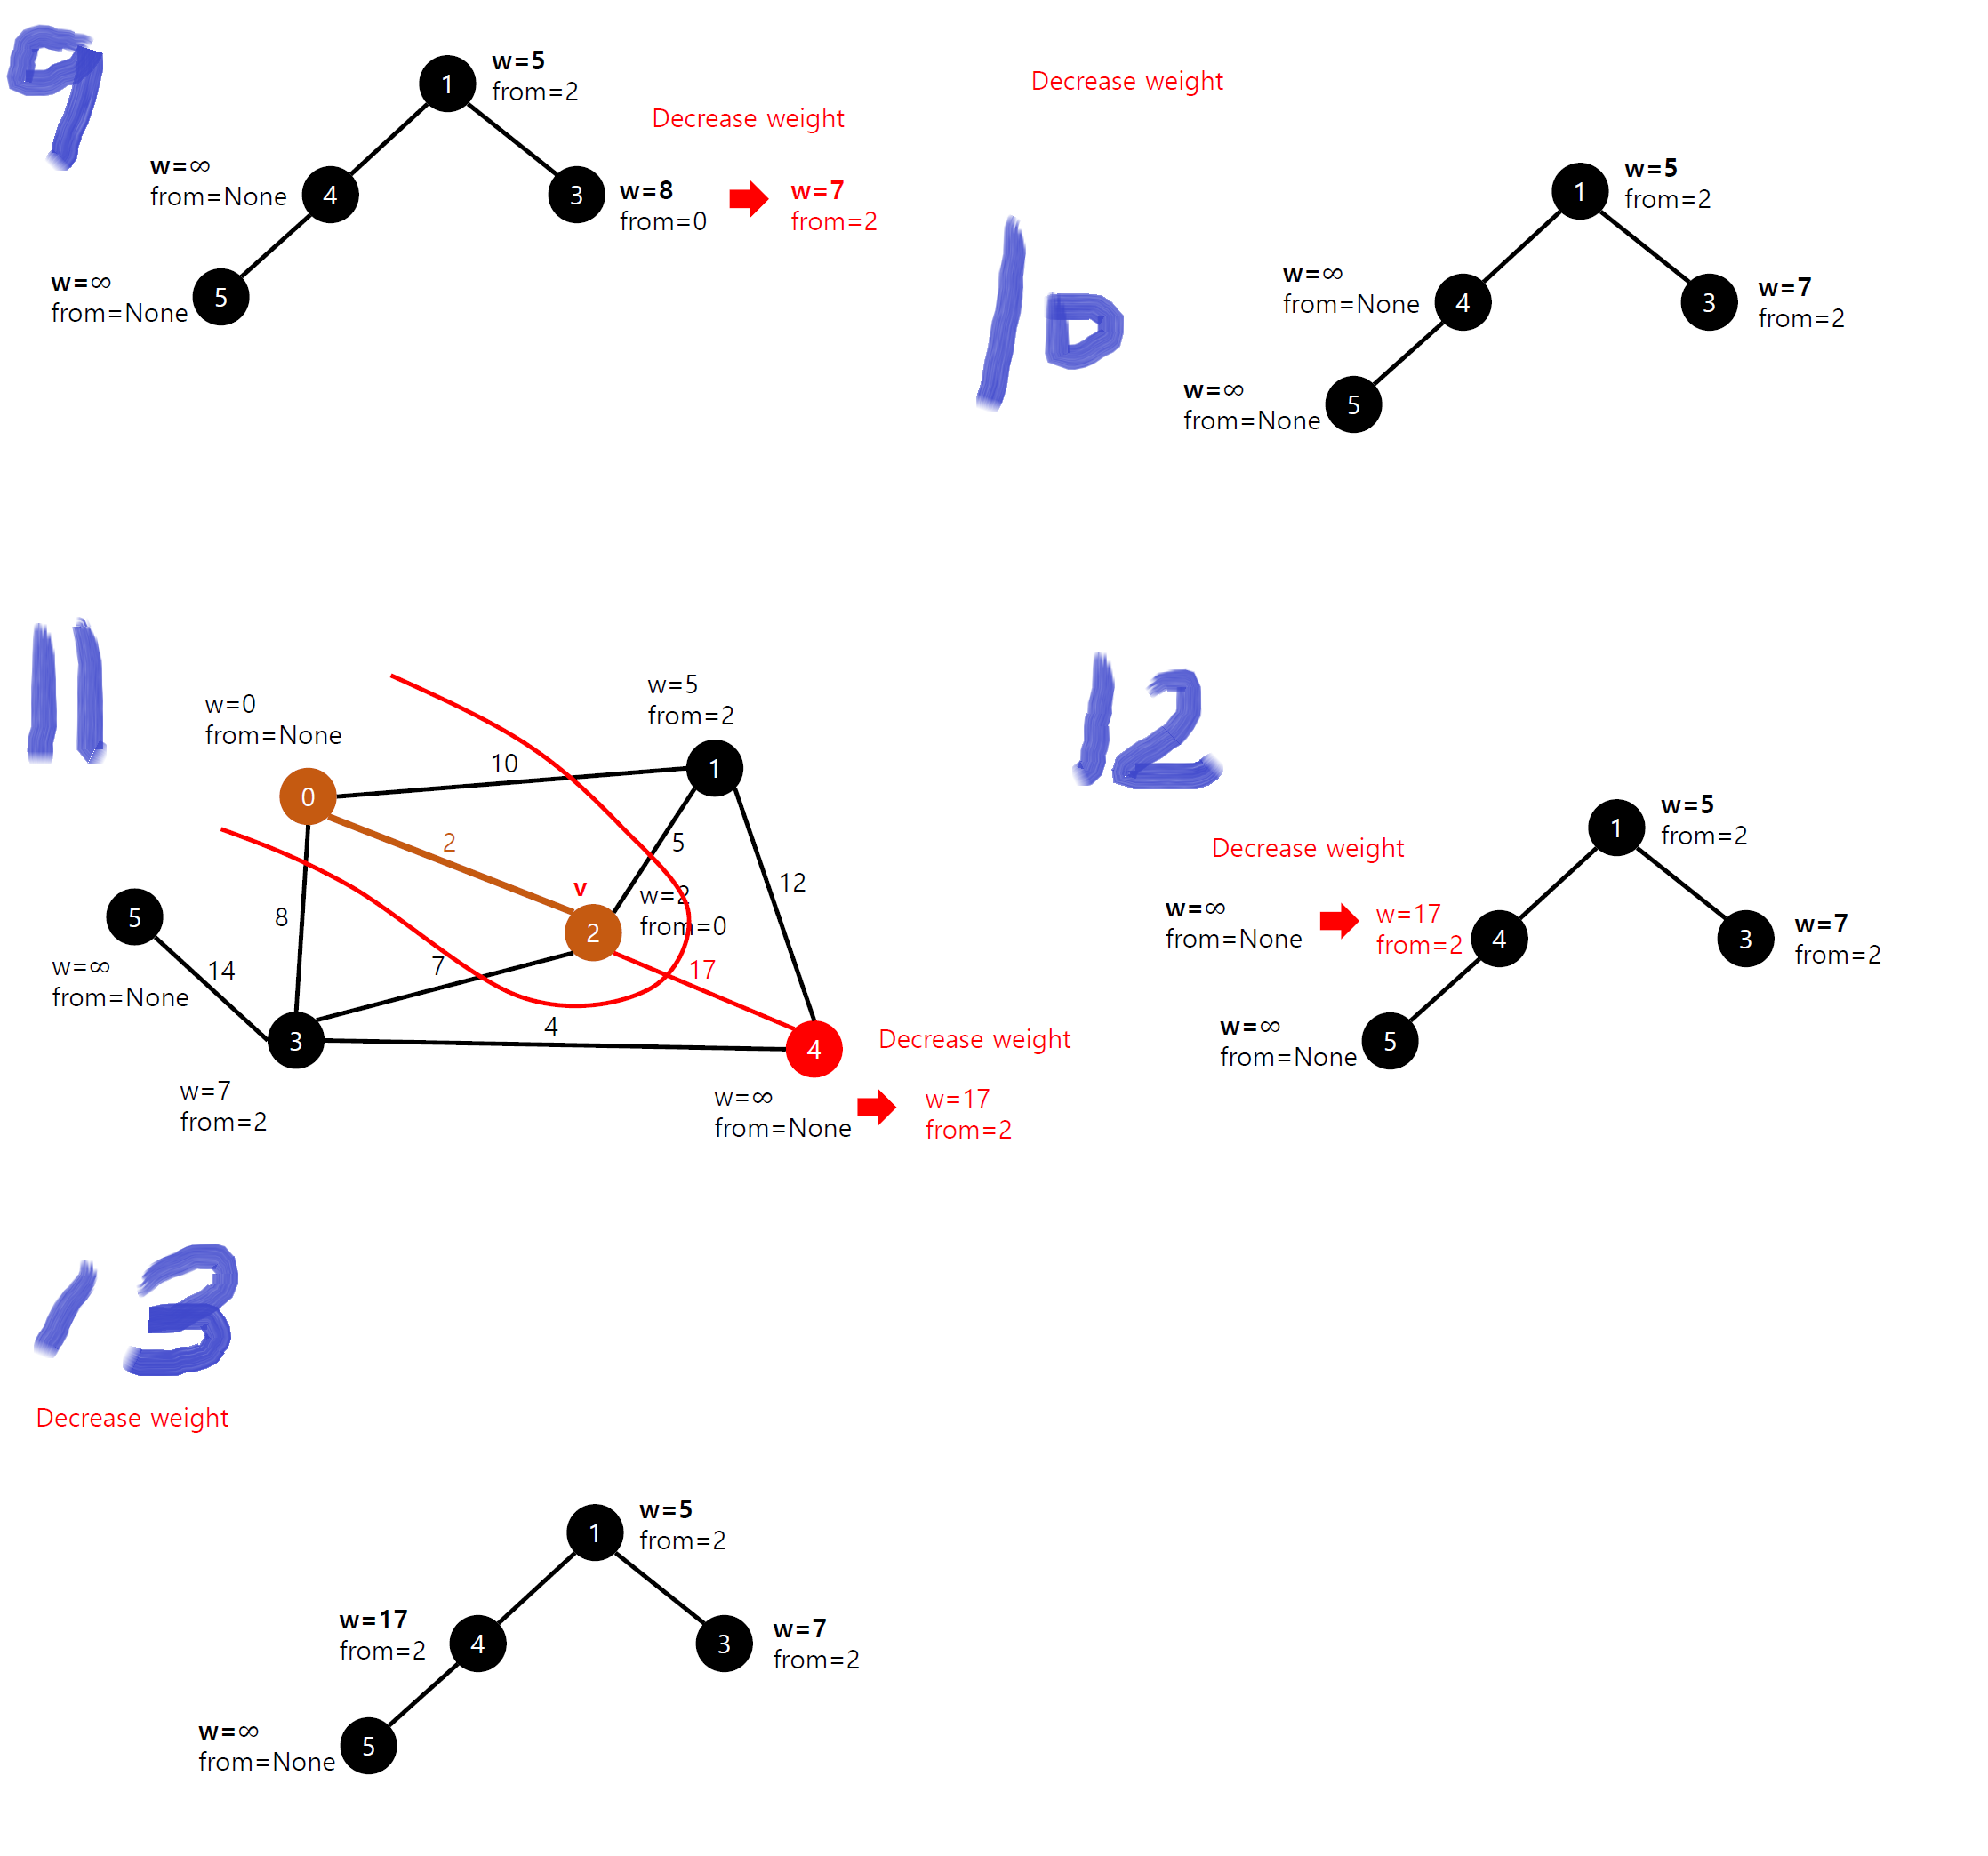 9
1
w=5
from=2
Decrease weight
w=∞
from=None
4
3
w=8
from=0
w=7
from=2
w=∞
from=None
5
Decrease weight
10
1
w=5
from=2
w=∞
from=None
4
3
w=7
from=2
w=∞
from=None
5
11
w=0
from=None
w=5
from=2
0
10
1
2
5
8
v
w=2
from=0
12
5
2
w=∞
from=None
14
7
17
3
4
4
Decrease weight
w=7
from=2
w=∞
from=None
w=17
from=2
12
1
w=5
from=2
Decrease weight
w=∞
from=None
w=17
from=2
4
3
w=7
from=2
w=∞
from=None
5
13
Decrease weight
1
w=5
from=2
w=17
from=2
4
3
w=7
from=2
w=∞
from=None
5